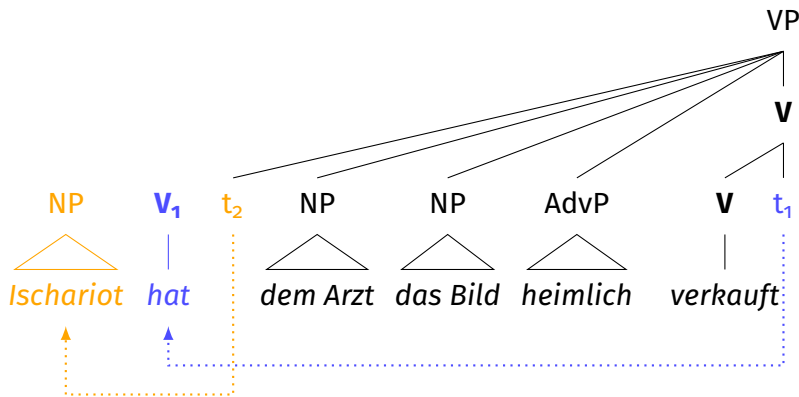 VP
V
NP V₁ t₂ NP NP AdvP V t₁
Ischariot hat dem Arzt das Bild heimlich verkauft